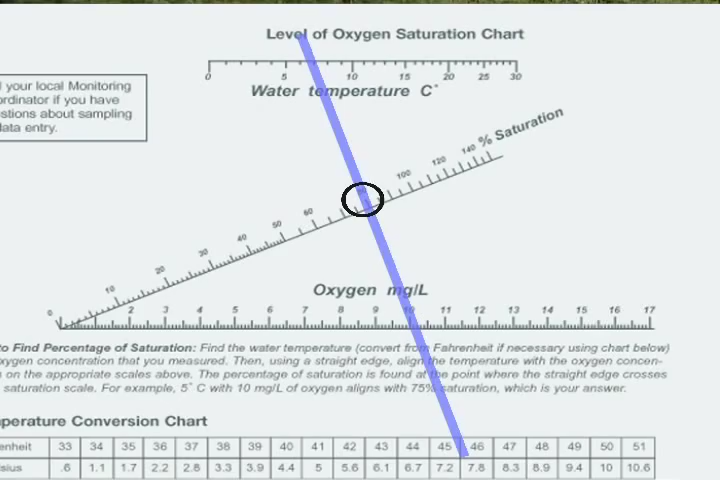 Level of Oxygen Saturation Chart
0 5 10 15 20 25 30
Water temperature C°
your local Monitoring
ordinator if you have
estions about sampling
data entry.
% Saturation
0 10 20 30 40 50 60 100 120 140
Oxygen mg/L
2 3 4 5 6 7 8 9 10 11 12 13 14 15 16 17
to Find Percentage of Saturation: Find the water temperature (convert from Fahrenheit if necessary using chart below)
oxygen concentration that you measured. Then, using a straight edge, align the temperature with the oxygen concen-
on the appropriate scales above. The percentage of saturation is found at the point where the straight edge crosses
saturation scale. For example, 5° C with 10 mg/L of oxygen aligns with 75% saturation, which is your answer.
perature Conversion Chart
enheit 33 34 35 36 37 38 39 40 41 42 43 44 45 46 47 48 49 50 51
lsius .6 1.1 1.7 2.2 2.8 3.3 3.9 4.4 5 5.6 6.1 6.7 7.2 7.8 8.3 8.9 9.4 10 10.6